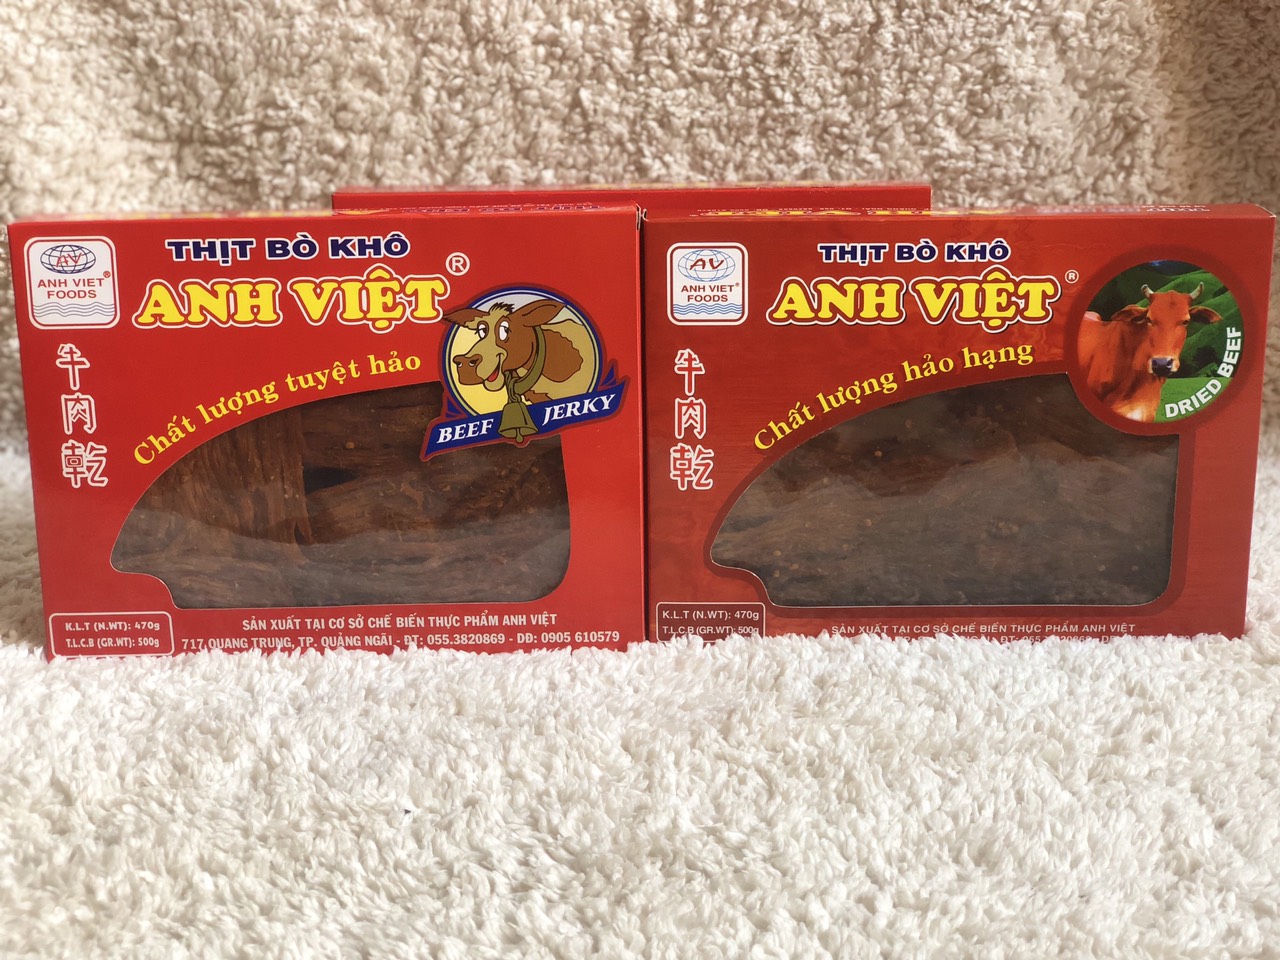 AV
ANH VIET®
FOODS
THỊT BÒ KHÔ
ANH VIỆT®
Chất lượng tuyệt hảo
牛肉乾
BEEF JERKY
K.L.T (N.WT): 470g
T.L.C.B (GR.WT): 500g
SẢN XUẤT TẠI CƠ SỞ CHẾ BIẾN THỰC PHẨM ANH VIỆT
717 QUANG TRUNG, TP. QUẢNG NGÃI - ĐT: 055.3820869 - DĐ: 0905 610579
AV
ANH VIET®
FOODS
THỊT BÒ KHÔ
ANH VIỆT®
Chất lượng hảo hạng
牛肉乾
DRIED BEEF
K.L.T (N.WT): 470g
T.L.C.B (GR.WT): 500g
SẢN XUẤT TẠI CƠ SỞ CHẾ BIẾN THỰC PHẨM ANH VIỆT